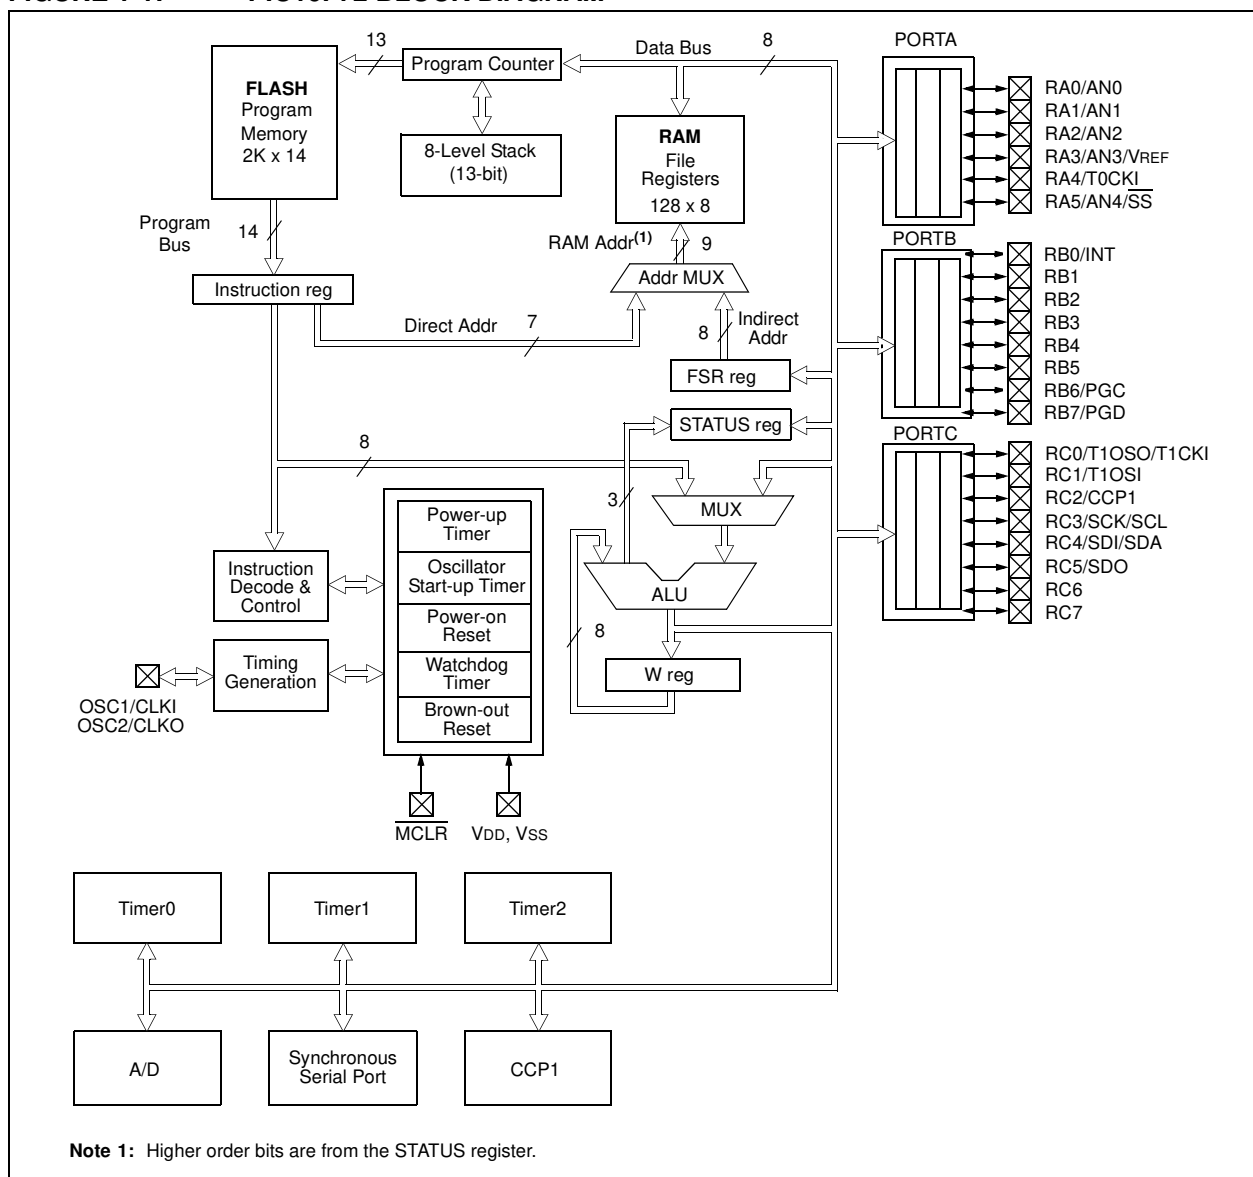 13
Data Bus
8
PORTA
Program Counter
FLASH
Program
Memory
2K x 14
8-Level Stack
(13-bit)
RAM
File
Registers
128 x 8
RA0/AN0
RA1/AN1
RA2/AN2
RA3/AN3/VREF
RA4/T0CKI
RA5/AN4/SS
Program
Bus
14
RAM Addr(1)
9
PORTB
Addr MUX
Instruction reg
Direct Addr
7
8
Indirect
Addr
FSR reg
RB0/INT
RB1
RB2
RB3
RB4
RB5
RB6/PGC
RB7/PGD
STATUS reg
PORTC
8
3
MUX
RC0/T1OSO/T1CKI
RC1/T1OSI
RC2/CCP1
RC3/SCK/SCL
RC4/SDI/SDA
RC5/SDO
RC6
RC7
Power-up
Timer
Oscillator
Start-up Timer
Power-on
Reset
Watchdog
Timer
Brown-out
Reset
Instruction
Decode &
Control
ALU
8
W reg
Timing
Generation
OSC1/CLKI
OSC2/CLKO
MCLR
VDD, VSS
Timer0
Timer1
Timer2
A/D
Synchronous
Serial Port
CCP1
Note 1: Higher order bits are from the STATUS register.